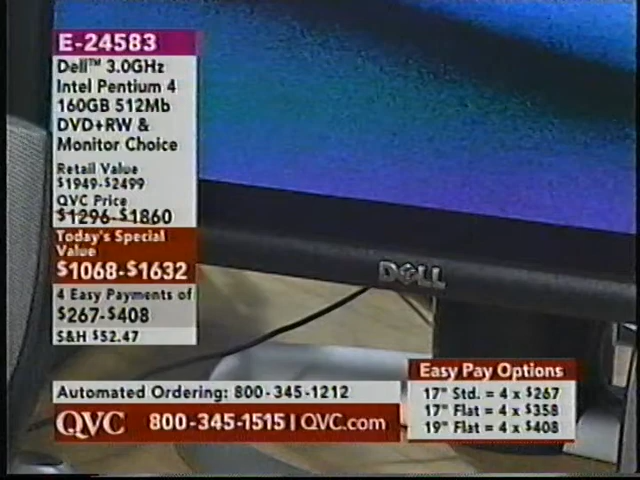 E-24583
Dell™ 3.0GHz
Intel Pentium 4
160GB 512Mb
DVD+RW &
Monitor Choice
Retail Value
$1949-$2499
QVC Price
$1296-$1860
Today's Special
Value
$1068-$1632
4 Easy Payments of
$267-$408
S&H $52.47
DELL
Easy Pay Options
17" Std. = 4 x $267
17" Flat = 4 x $358
19" Flat = 4 x $408
Automated Ordering: 800-345-1212
QVC 800-345-1515 | QVC.com